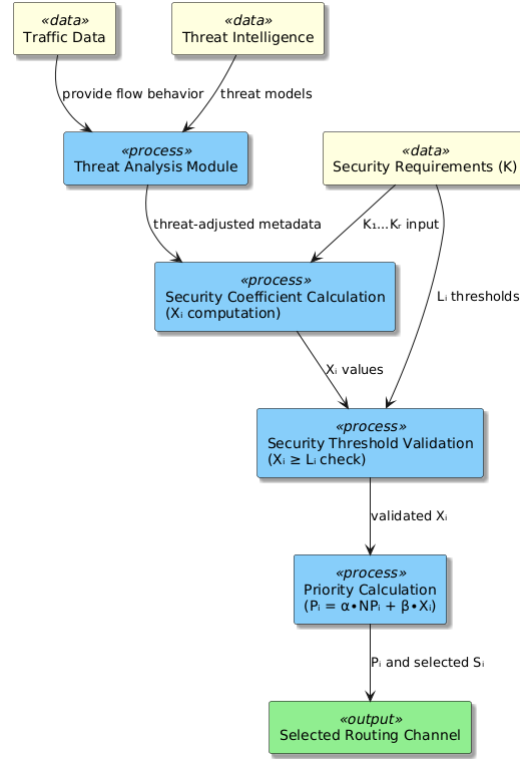 «data»
Traffic Data
«data»
Threat Intelligence
provide flow behavior
threat models
«process»
Threat Analysis Module
«data»
Security Requirements (K)
threat-adjusted metadata
K₁...Kᵣ input
«process»
Security Coefficient Calculation
(Xᵢ computation)
Lᵢ thresholds
Xᵢ values
«process»
Security Threshold Validation
(Xᵢ ≥ Lᵢ check)
validated Xᵢ
«process»
Priority Calculation
(Pᵢ = α•NPᵢ + β•Xᵢ)
Pᵢ and selected Sᵢ
«output»
Selected Routing Channel